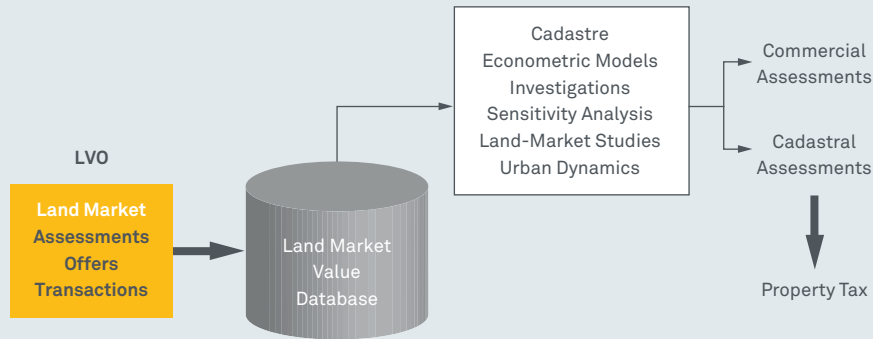 LVO
Land Market
Assessments
Offers
Transactions
Land Market
Value
Database
Cadastre
Econometric Models
Investigations
Sensitivity Analysis
Land-Market Studies
Urban Dynamics
Commercial
Assessments
Cadastral
Assessments
Property Tax